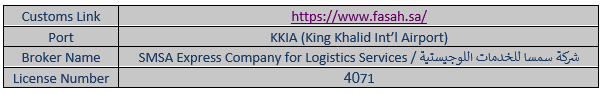 Customs Link https://www.fasah.sa/
Port KKIA (King Khalid Int'l Airport)
Broker Name SMSA Express Company for Logistics Services / شركة سمسا للخدمات اللوجيستية
License Number 4071